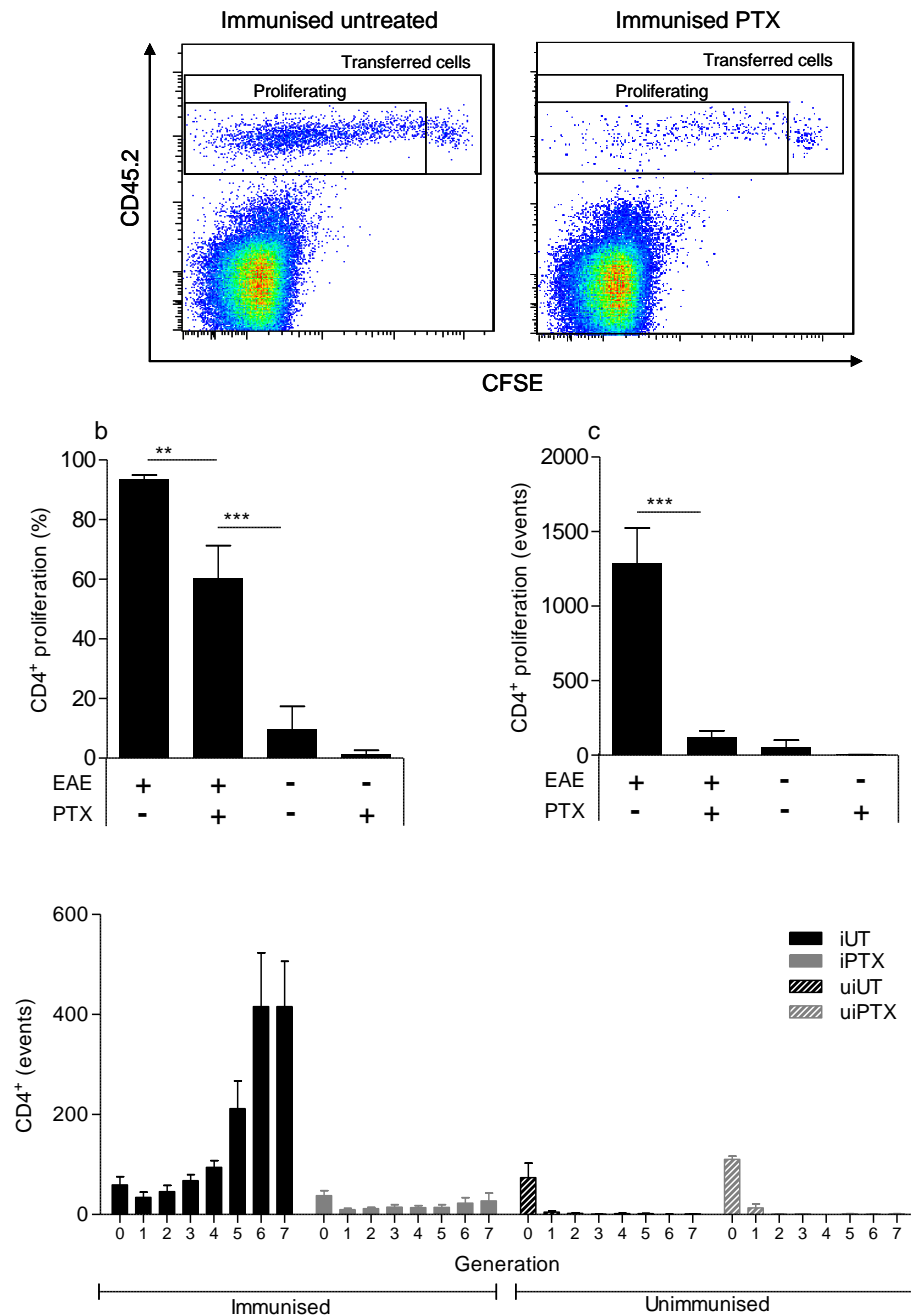 Immunised untreated
Immunised PTX
Transferred cells
Proliferating
Transferred cells
Proliferating
CD45.2
CFSE
b
CD4+ proliferation (%)
100
80
60
40
20
0
**
***
EAE + + - -
PTX - + - +
c
CD4+ proliferation (events)
2000
1500
1000
500
0
***
EAE + + - -
PTX - + - +
CD4+ (events)
600
400
200
0
iUT
iPTX
uiUT
uiPTX
0 1 2 3 4 5 6 7 0 1 2 3 4 5 6 7 0 1 2 3 4 5 6 7 0 1 2 3 4 5 6 7
Generation
Immunised
Unimmunised